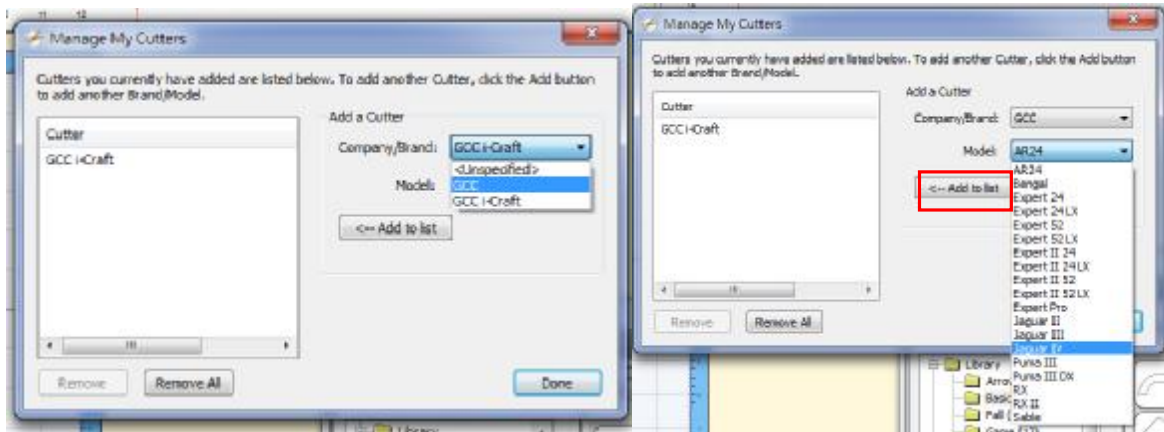 11 12
Manage My Cutters
Cutters you currently have added are listed below. To add another Cutter, click the Add button
to add another Brand/Model.
Cutter
GCC i-Craft
Add a Cutter
Company/Brand: GCC i-Craft
<Unspecified>
Model: GCC
GCC i-Craft
<-- Add to list
Remove
Remove All
Done
Library
Manage My Cutters
Cutters you currently have added are listed below. To add another Cutter, click the Add button
to add another Brand/Model.
Cutter
GCC i-Craft
Add a Cutter
Company/Brand: GCC
Model: AR24
<-- Add to list
AR24
Bengal
Expert 24
Expert 24 LX
Expert 52
Expert 52 LX
Expert II 24
Expert II 24 LX
Expert II 52
Expert II 52 LX
Expert Pro
Jaguar II
Jaguar III
Jaguar IV
Puma III
Puma III DX
RX
RX II
Sable
Remove
Remove All
Library
Fall